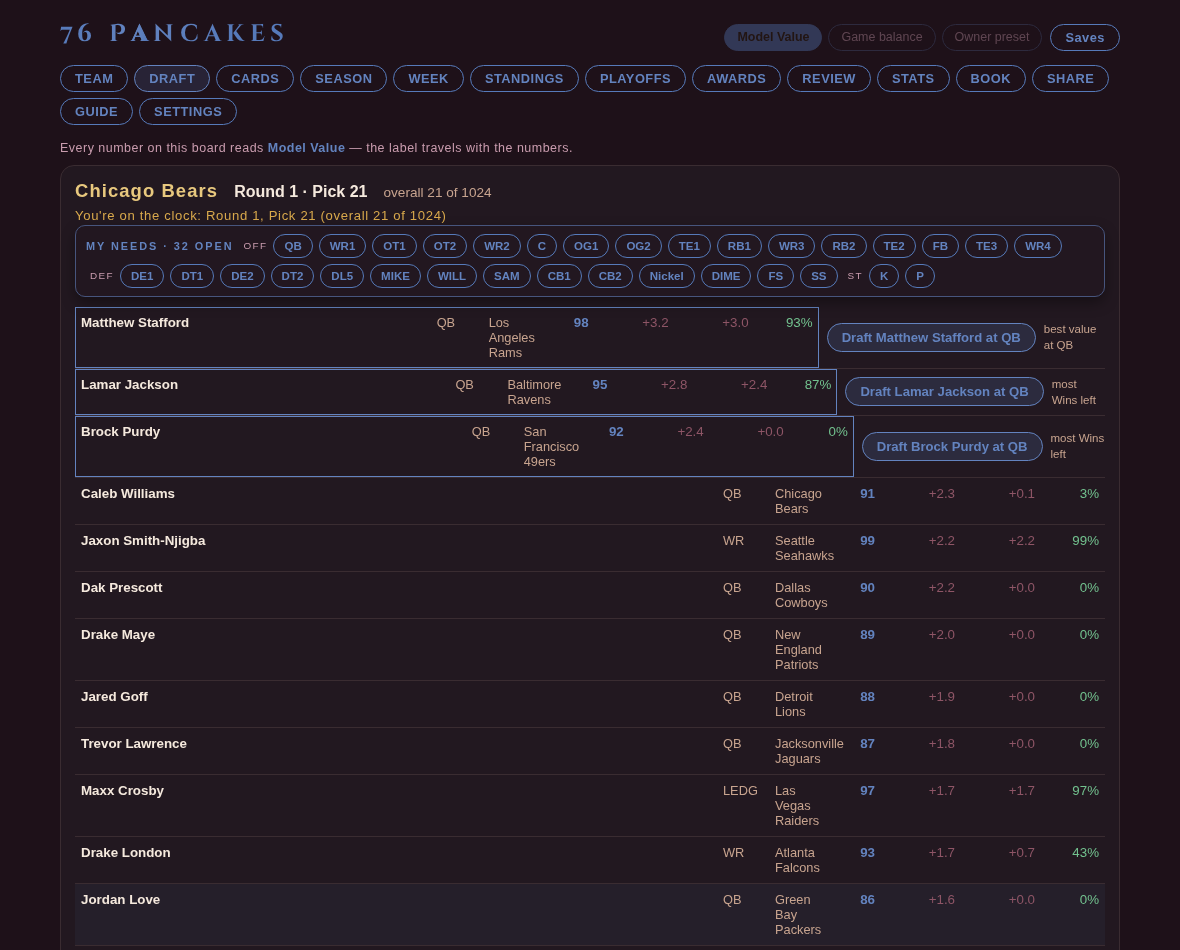 76 PANCAKES
Model Value Game balance Owner preset Saves
TEAM DRAFT CARDS SEASON WEEK STANDINGS PLAYOFFS AWARDS REVIEW STATS BOOK SHARE
GUIDE SETTINGS
Every number on this board reads Model Value — the label travels with the numbers.
Chicago Bears Round 1 · Pick 21 overall 21 of 1024
You're on the clock: Round 1, Pick 21 (overall 21 of 1024)
MY NEEDS · 32 OPEN OFF QB WR1 OT1 OT2 WR2 C OG1 OG2 TE1 RB1 WR3 RB2 TE2 FB TE3 WR4
DEF DE1 DT1 DE2 DT2 DL5 MIKE WILL SAM CB1 CB2 Nickel DIME FS SS ST K P
Matthew Stafford QB Los Angeles Rams 98 +3.2 +3.0 93% Draft Matthew Stafford at QB best value at QB
Lamar Jackson QB Baltimore Ravens 95 +2.8 +2.4 87% Draft Lamar Jackson at QB most Wins left
Brock Purdy QB San Francisco 49ers 92 +2.4 +0.0 0% Draft Brock Purdy at QB most Wins left
Caleb Williams QB Chicago Bears 91 +2.3 +0.1 3%
Jaxon Smith-Njigba WR Seattle Seahawks 99 +2.2 +2.2 99%
Dak Prescott QB Dallas Cowboys 90 +2.2 +0.0 0%
Drake Maye QB New England Patriots 89 +2.0 +0.0 0%
Jared Goff QB Detroit Lions 88 +1.9 +0.0 0%
Trevor Lawrence QB Jacksonville Jaguars 87 +1.8 +0.0 0%
Maxx Crosby LEDG Las Vegas Raiders 97 +1.7 +1.7 97%
Drake London WR Atlanta Falcons 93 +1.7 +0.7 43%
Jordan Love QB Green Bay Packers 86 +1.6 +0.0 0%